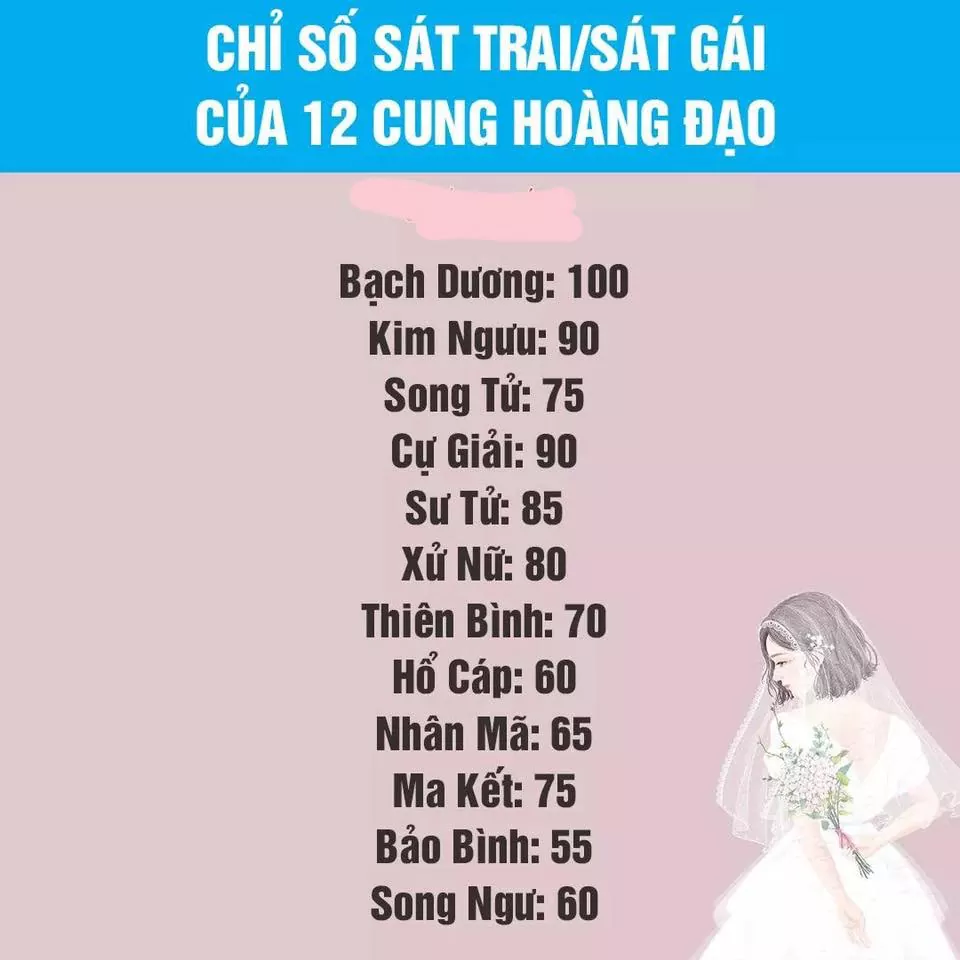 CHỈ SỐ SÁT TRAI/SÁT GÁI
CỦA 12 CUNG HOÀNG ĐẠO
Bạch Dương: 100
Kim Ngưu: 90
Song Tử: 75
Cự Giải: 90
Sư Tử: 85
Xử Nữ: 80
Thiên Bình: 70
Hổ Cáp: 60
Nhân Mã: 65
Ma Kết: 75
Bảo Bình: 55
Song Ngư: 60